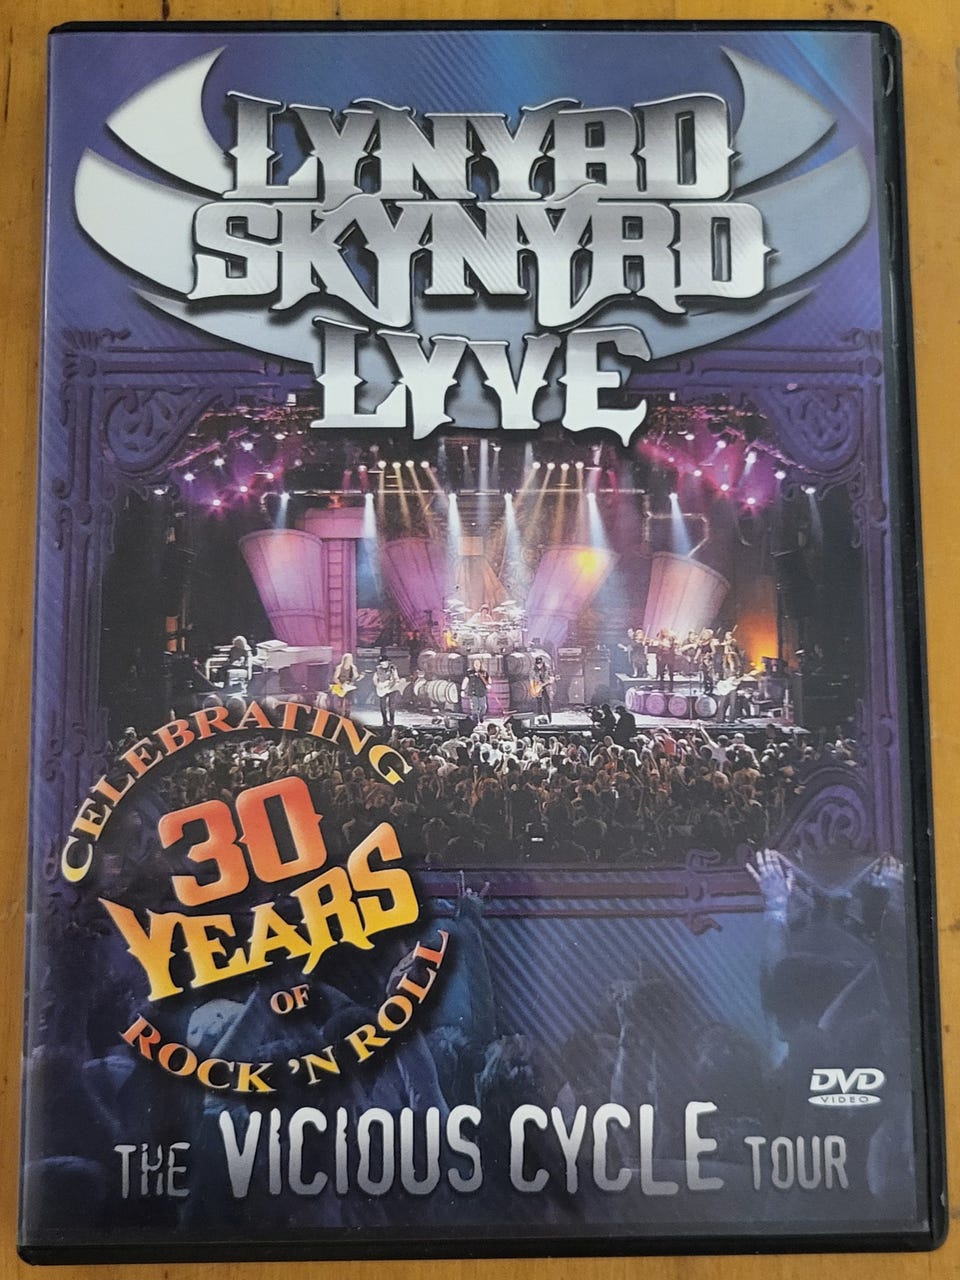 LYNYRD
SKYNYRD
LYVE
CELEBRATING
30
YEARS
OF
ROCK 'N ROLL
DVD
VIDEO
THE VICIOUS CYCLE TOUR